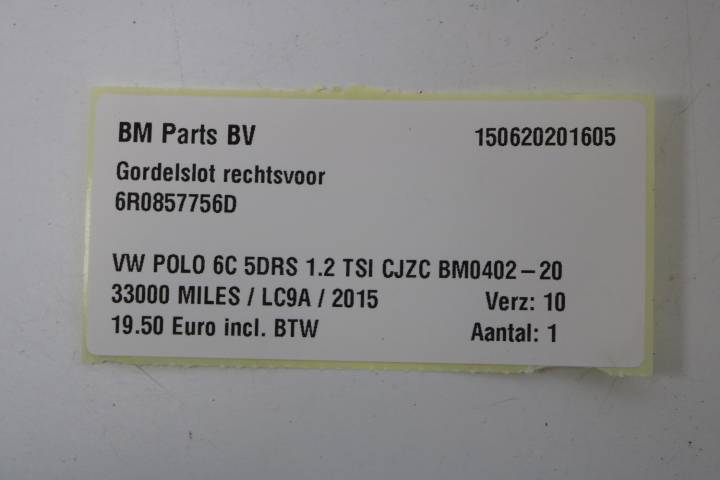 BM Parts BV 150620201605
Gordelslot rechtsvoor
6R0857756D
VW POLO 6C 5DRS 1.2 TSI CJZC BM0402-20
33000 MILES / LC9A / 2015 Verz: 10
19.50 Euro incl. BTW Aantal: 1